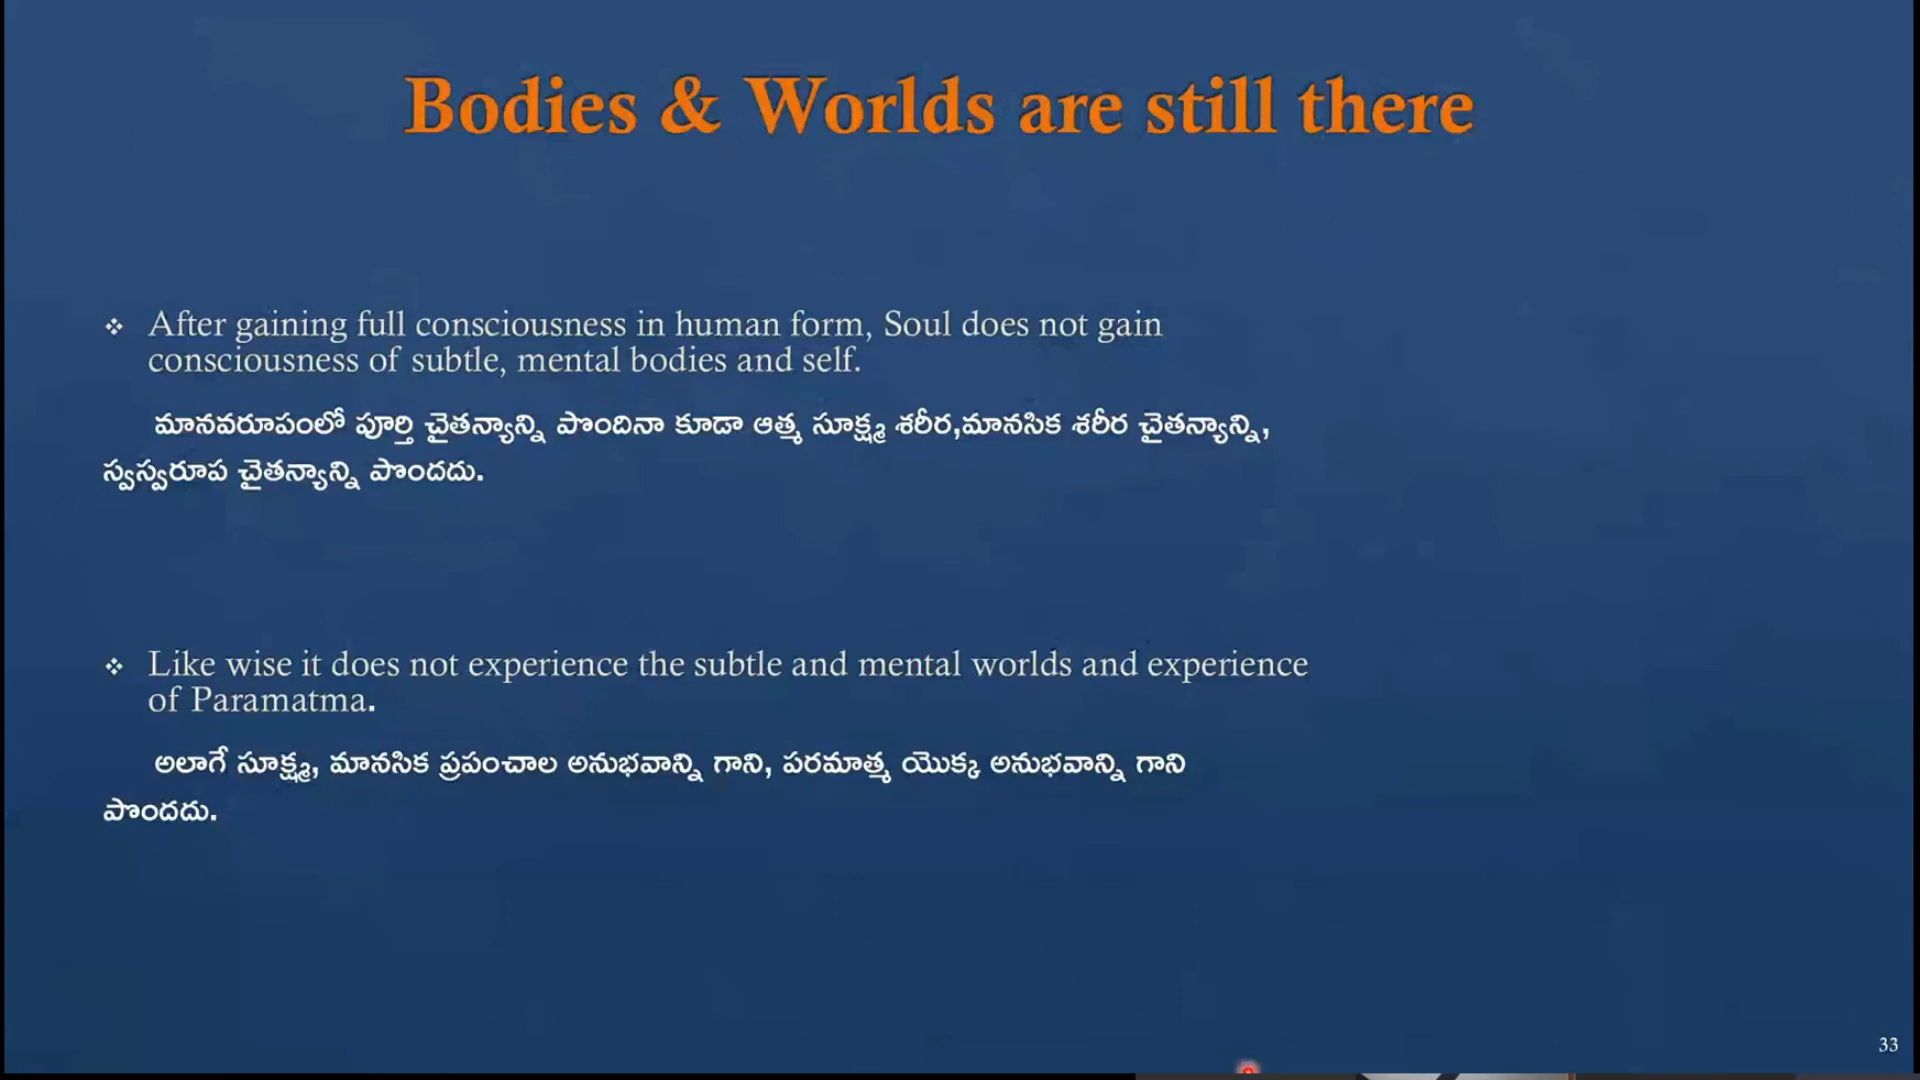 Bodies & Worlds are still there
❖ After gaining full consciousness in human form, Soul does not gain
consciousness of subtle, mental bodies and self.
మానవరూపంలో పూర్తి చైతన్యాన్ని పొందినా కూడా ఆత్మ సూక్ష్మ శరీర,మానసిక శరీర చైతన్యాన్ని,
స్వస్వరూప చైతన్యాన్ని పొందదు.
❖ Like wise it does not experience the subtle and mental worlds and experience
of Paramatma.
అలాగే సూక్ష్మ, మానసిక ప్రపంచాల అనుభవాన్ని గాని, పరమాత్మ యొక్క అనుభవాన్ని గాని
పొందదు.
33